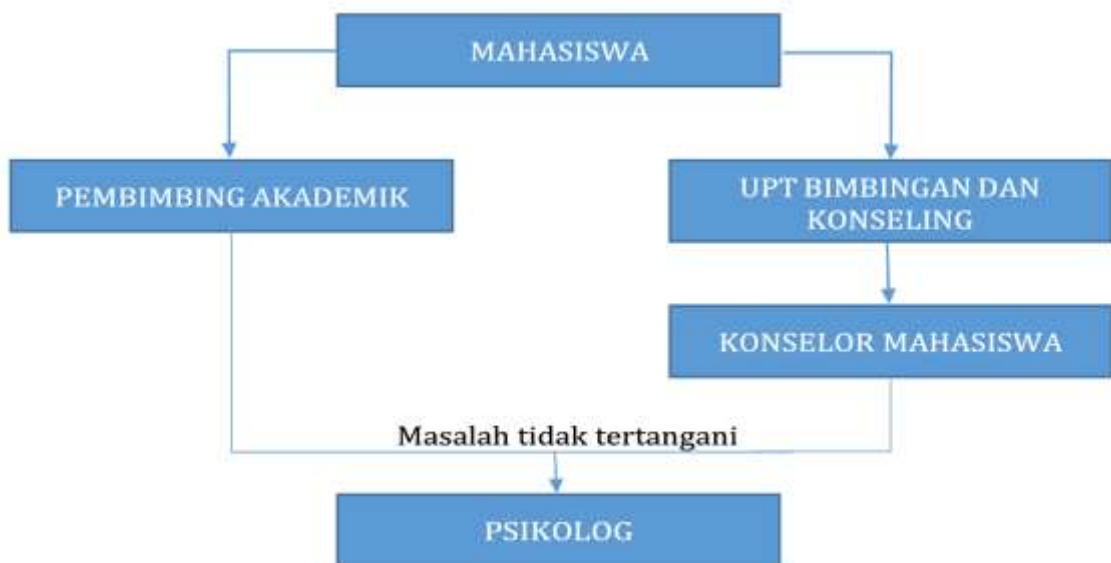 MAHASISWA
PEMBIMBING AKADEMIK
UPT BIMBINGAN DAN
KONSELING
KONSELOR MAHASISWA
Masalah tidak tertangani
PSIKOLOG